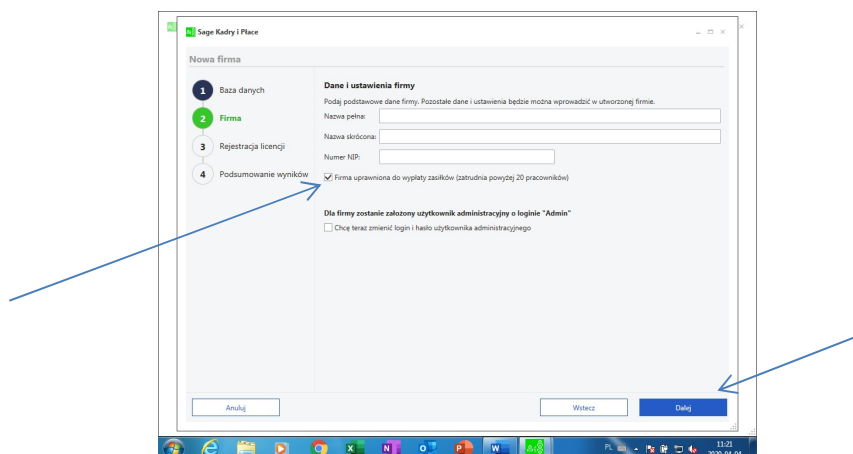 Sage Kadry i Płace
Nowa firma
1 Baza danych
2 Firma
3 Rejestracja licencji
4 Podsumowanie wyników
Dane i ustawienia firmy
Podaj podstawowe dane firmy. Pozostałe dane i ustawienia będzie można wprowadzić w utworzonej firmie.
Nazwa pełna:
Nazwa skrócona:
Numer NIP:
Firma uprawniona do wypłaty zasiłków (zatrudnia powyżej 20 pracowników)
Dla firmy zostanie założony użytkownik administracyjny o loginie "Admin"
Chcę teraz zmienić login i hasło użytkownika administracyjnego
Anuluj
Wstecz
Dalej
PL
11:21
2020-04-04